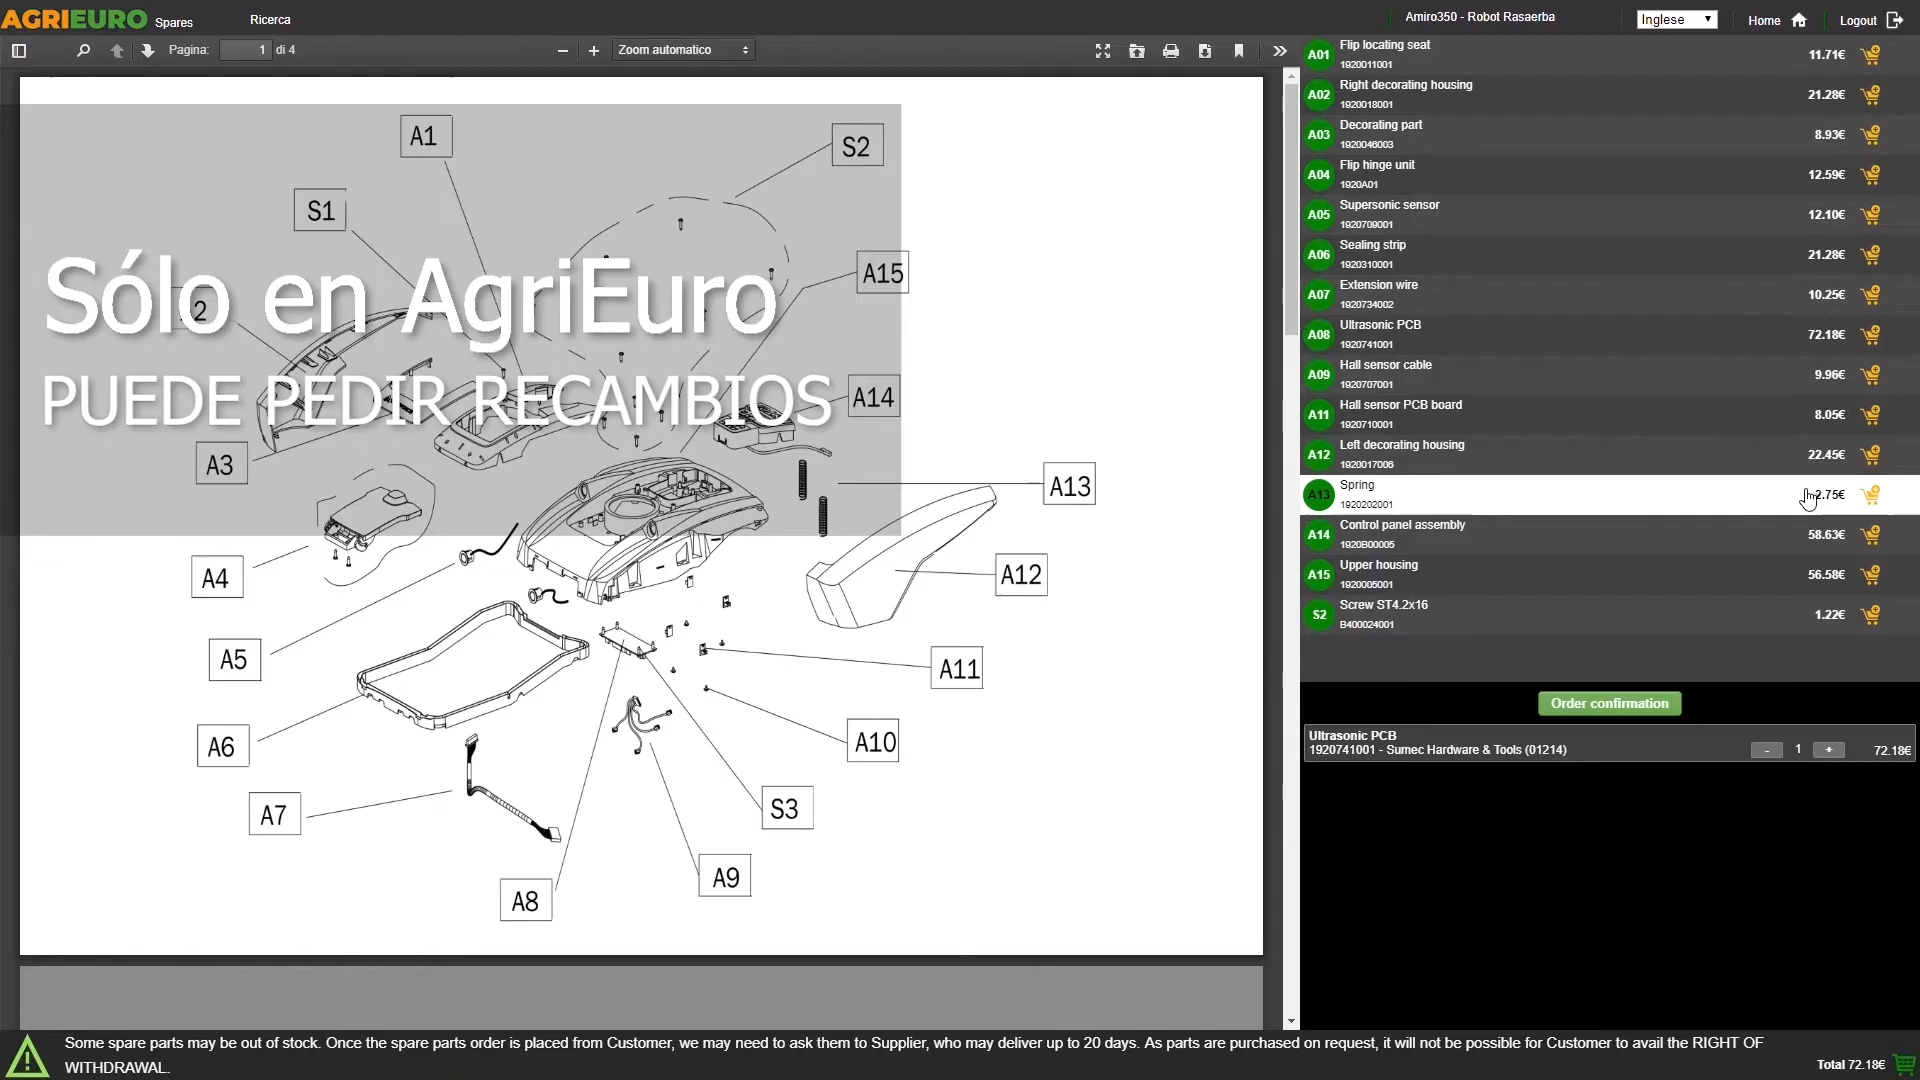 AGRIEURO Spares
Ricerca
Amiro350 - Robot Rasaerba
Inglese
Home
Logout
Pagina: 1 di 4
Zoom automatico
A1
S2
S1
A15
2
Sólo en AgriEuro
PUEDE PEDIR RECAMBIOS
A14
A3
A13
A4
A12
A5
A11
A6
A10
A7
S3
A9
A8
A01 Flip locating seat 11.71€
1920011001
A02 Right decorating housing 21.28€
1920018001
A03 Decorating part 8.93€
1920046003
A04 Flip hinge unit 12.59€
1920A01
A05 Supersonic sensor 12.10€
1920709001
A06 Sealing strip 21.28€
1920310001
A07 Extension wire 10.25€
1920734002
A08 Ultrasonic PCB 72.18€
1920741001
A09 Hall sensor cable 9.96€
1920707001
A11 Hall sensor PCB board 8.05€
1920710001
A12 Left decorating housing 22.45€
1920017006
A13 Spring 2.75€
1920202001
A14 Control panel assembly 58.63€
1920B00005
A15 Upper housing 56.58€
1920005001
S2 Screw ST4.2x16 1.22€
B400024001
Order confirmation
Ultrasonic PCB
1920741001 - Sumec Hardware & Tools (01214) - 1 + 72.18€
Some spare parts may be out of stock. Once the spare parts order is placed from Customer, we may need to ask them to Supplier, who may deliver up to 20 days. As parts are purchased on request, it will not be possible for Customer to avail the RIGHT OF
WITHDRAWAL.
Total 72.18€